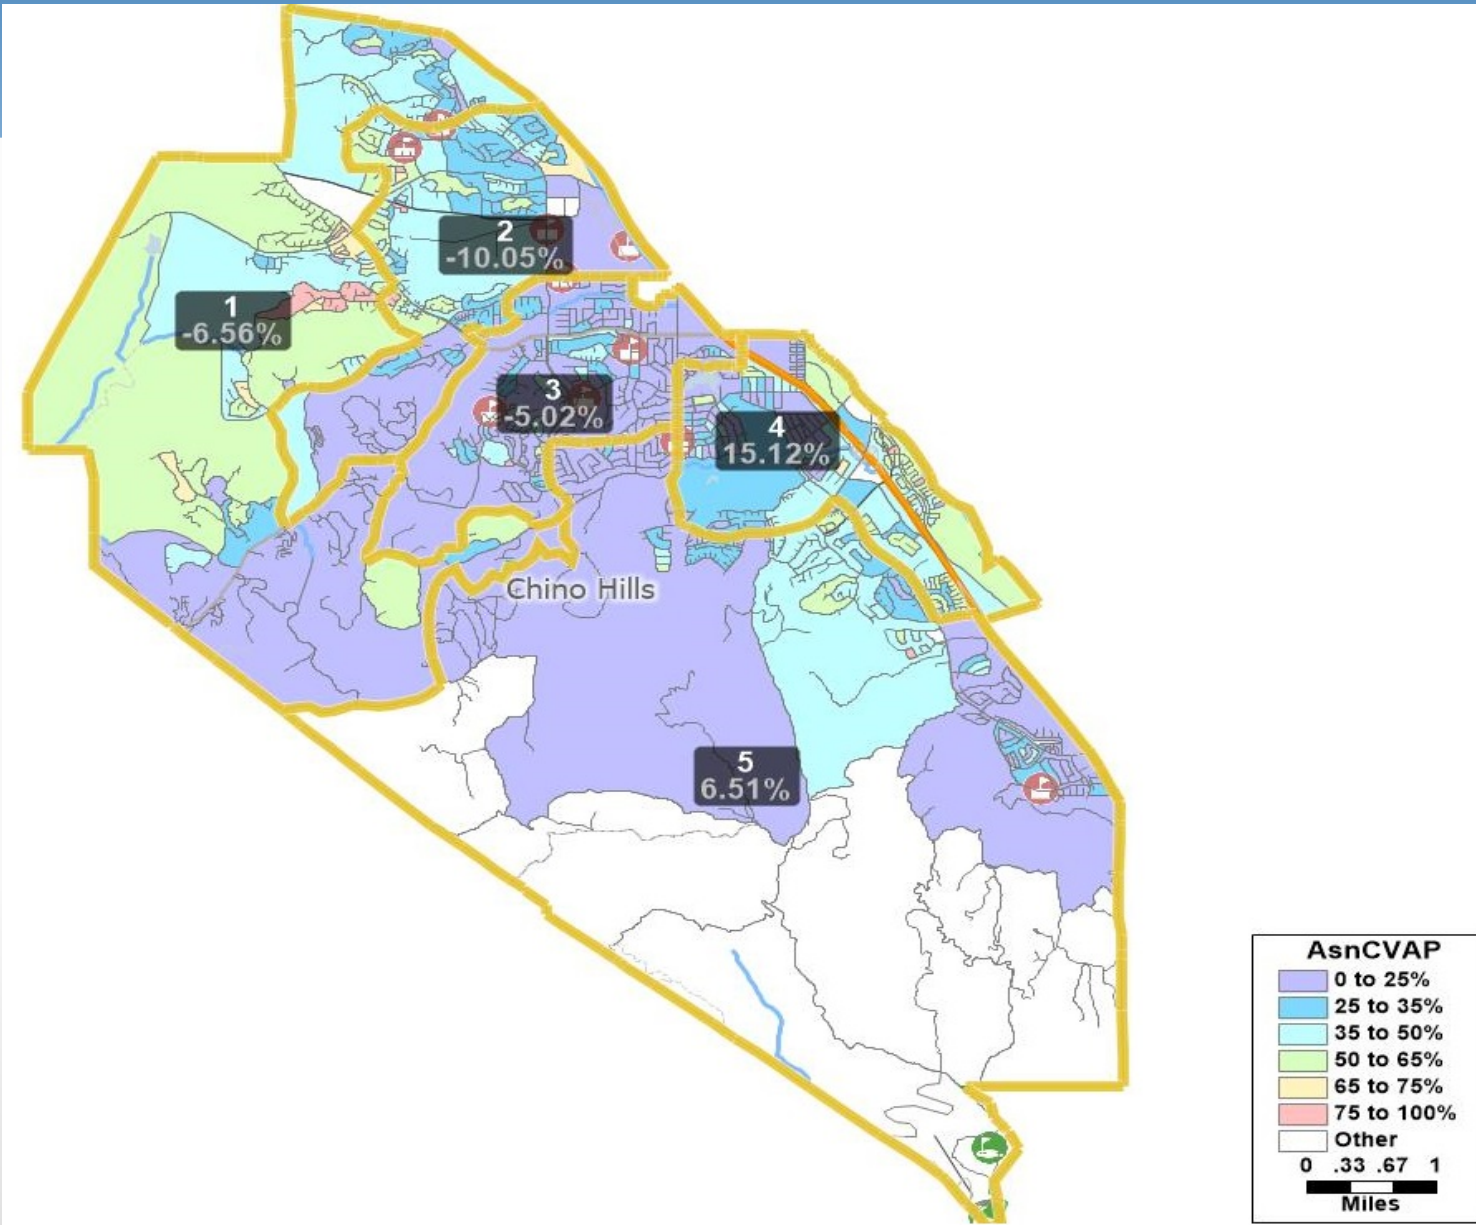 2
-10.05%
1
-6.56%
3
-5.02%
4
15.12%
Chino Hills
5
6.51%
AsnCVAP
0 to 25%
25 to 35%
35 to 50%
50 to 65%
65 to 75%
75 to 100%
Other
0 .33 .67 1
Miles